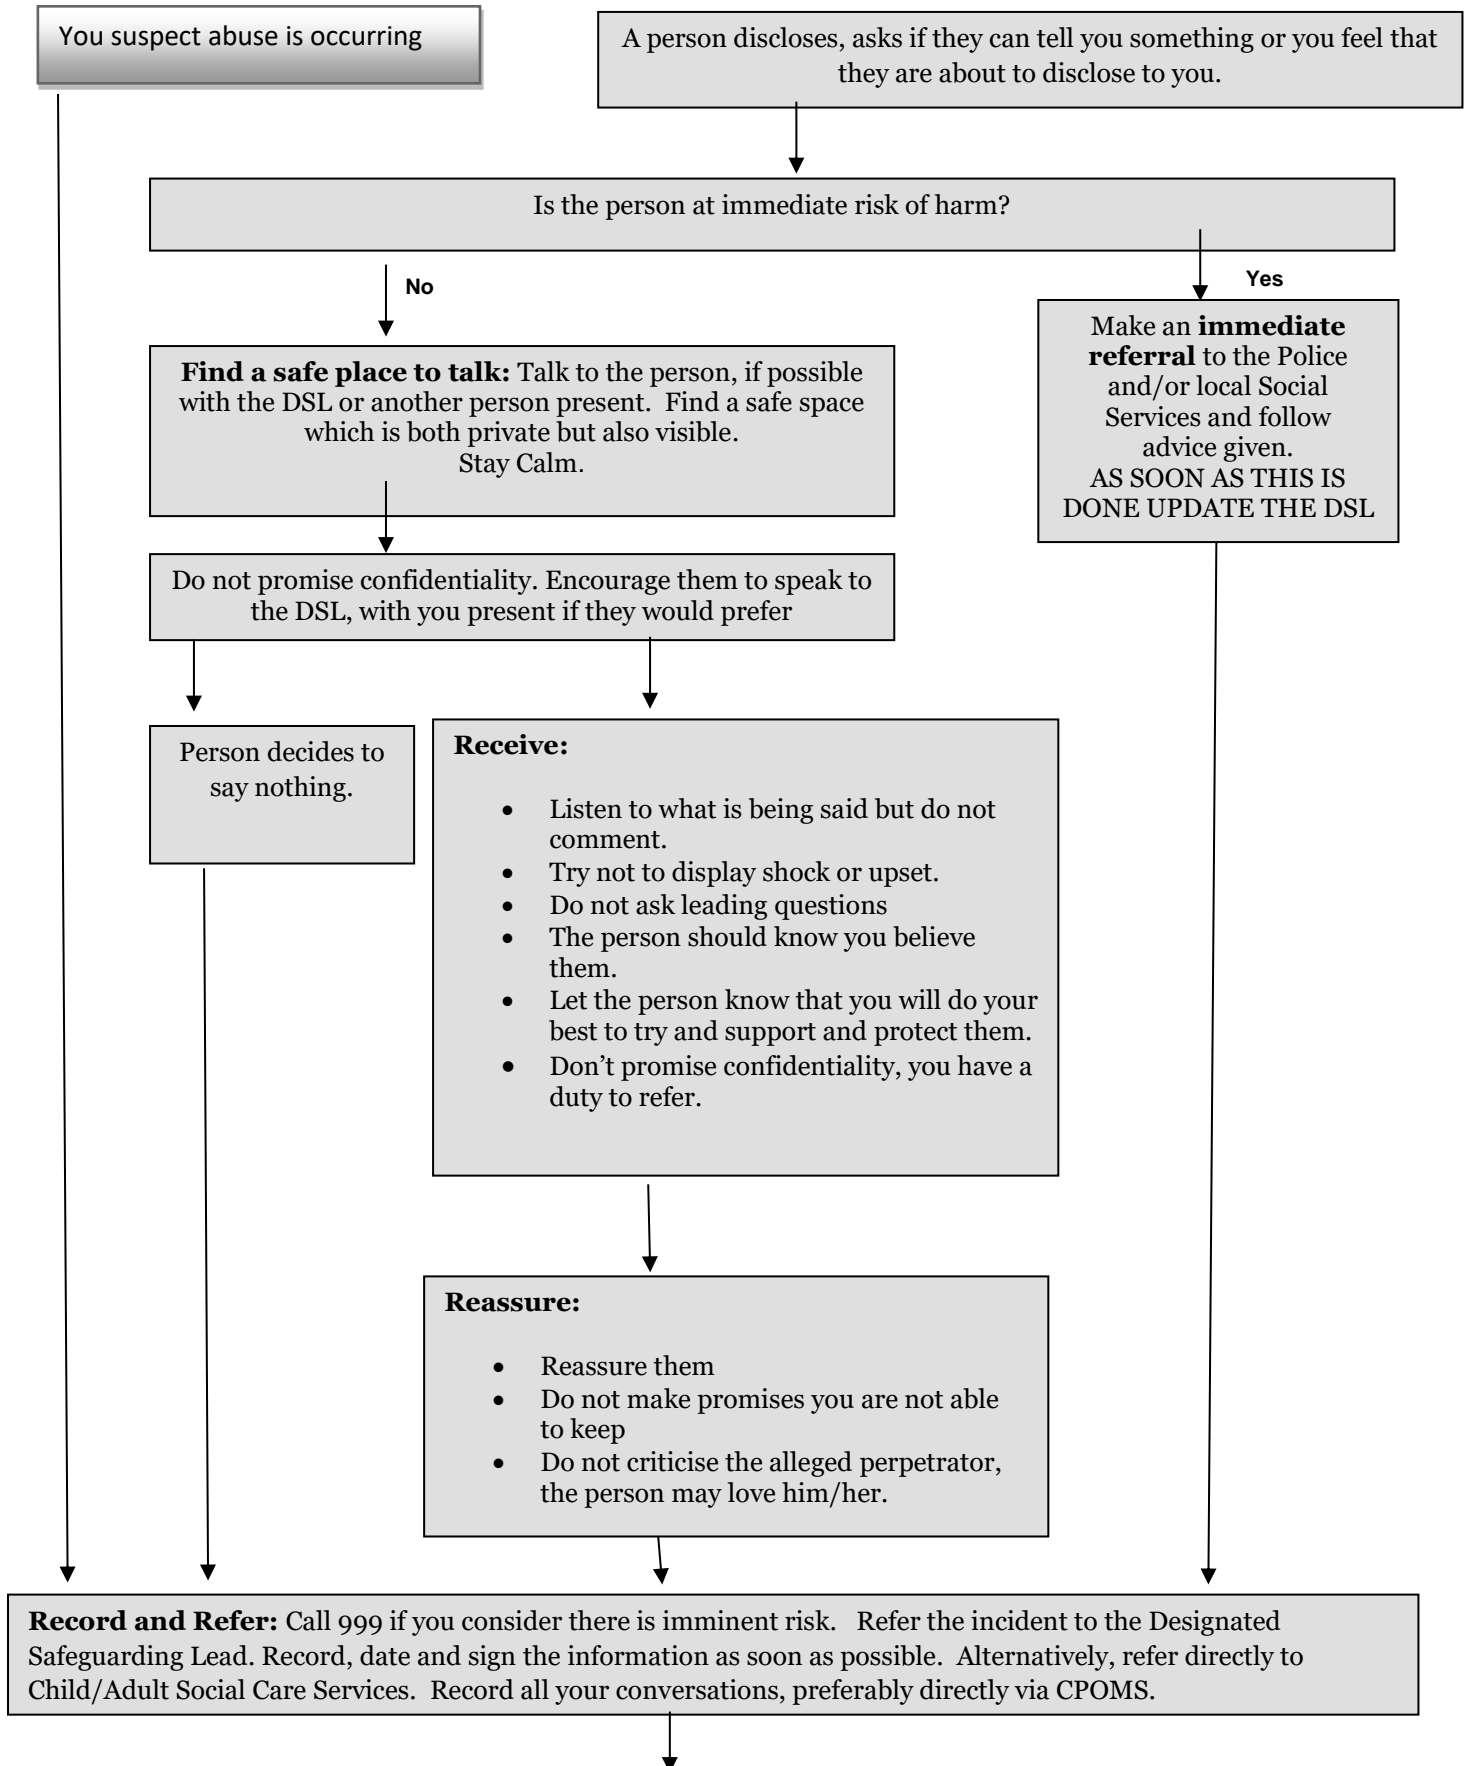 You suspect abuse is occurring
A person discloses, asks if they can tell you something or you feel that
they are about to disclose to you.
Is the person at immediate risk of harm?
No
Yes
Find a safe place to talk: Talk to the person, if possible
with the DSL or another person present. Find a safe space
which is both private but also visible.
Stay Calm.
Make an immediate
referral to the Police
and/or local Social
Services and follow
advice given.
AS SOON AS THIS IS
DONE UPDATE THE DSL
Do not promise confidentiality. Encourage them to speak to
the DSL, with you present if they would prefer
Person decides to
say nothing.
Receive:
• Listen to what is being said but do not
comment.
• Try not to display shock or upset.
• Do not ask leading questions
• The person should know you believe
them.
• Let the person know that you will do your
best to try and support and protect them.
• Don’t promise confidentiality, you have a
duty to refer.
Reassure:
• Reassure them
• Do not make promises you are not able
to keep
• Do not criticise the alleged perpetrator,
the person may love him/her.
Record and Refer: Call 999 if you consider there is imminent risk. Refer the incident to the Designated
Safeguarding Lead. Record, date and sign the information as soon as possible. Alternatively, refer directly to
Child/Adult Social Care Services. Record all your conversations, preferably directly via CPOMS.